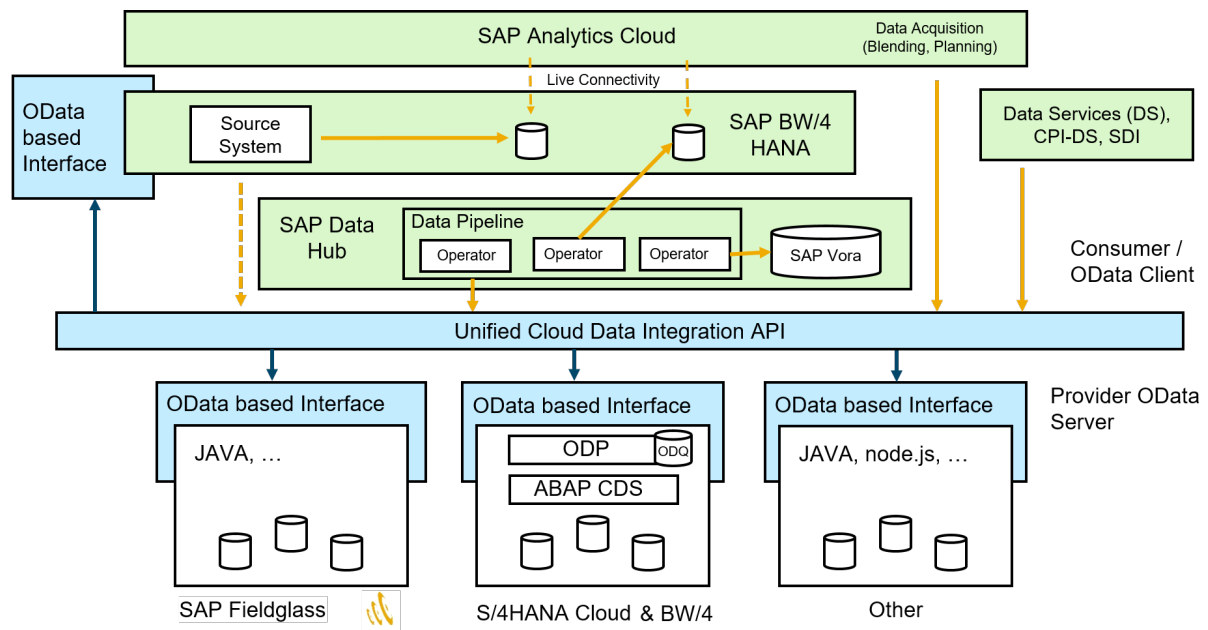 SAP Analytics Cloud
Data Acquisition
(Blending, Planning)
Live Connectivity
OData
based
Interface
Source
System
SAP BW/4
HANA
Data Services (DS),
CPI-DS, SDI
SAP Data
Hub
Data Pipeline
Operator
Operator
Operator
SAP Vora
Consumer /
OData Client
Unified Cloud Data Integration API
OData based Interface
OData based Interface
OData based Interface
Provider OData
Server
JAVA, …
ODP
ODQ
ABAP CDS
JAVA, node.js, …
SAP Fieldglass
S/4HANA Cloud & BW/4
Other